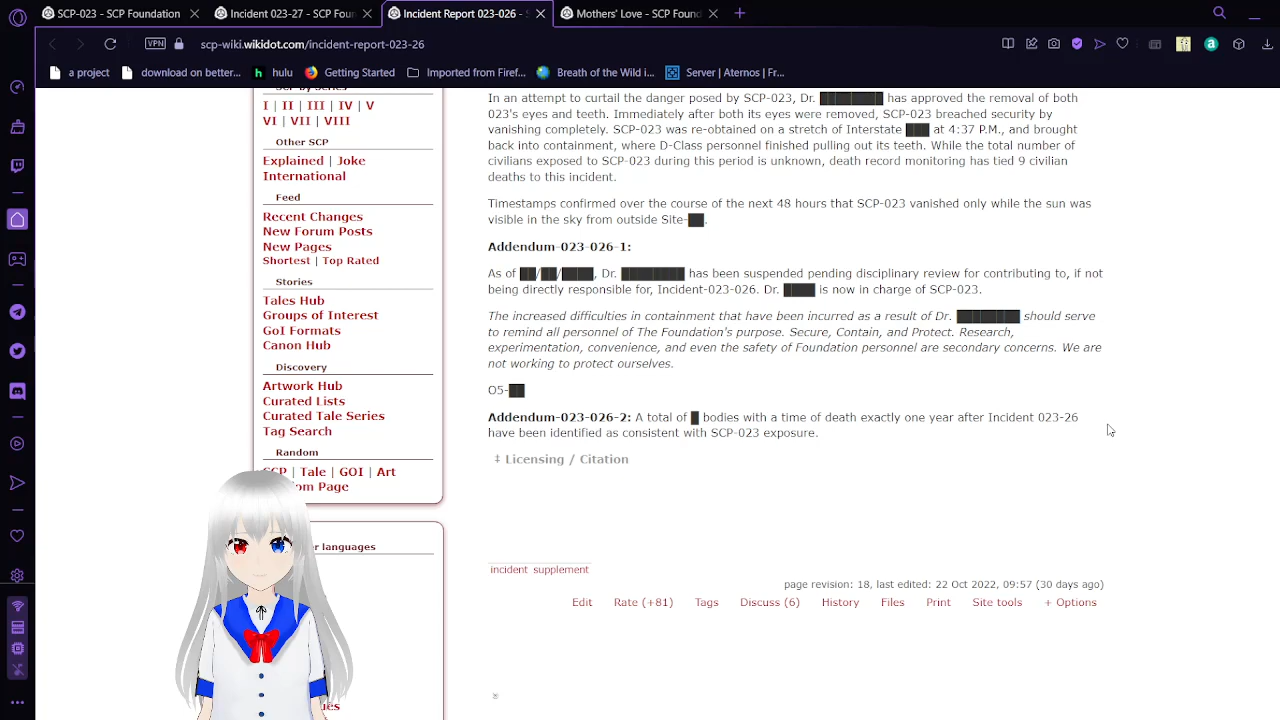 SCP-023 - SCP Foundation
Incident 023-27 - SCP Foun
Incident Report 023-026 -
Mothers' Love - SCP Found
VPN
scp-wiki.wikidot.com/incident-report-023-26
a project
download on better...
hulu
Getting Started
Imported from Firef...
Breath of the Wild i...
Server | Aternos | Fr...
SCP by Series
I | II | III | IV | V
VI | VII | VIII
Other SCP
Explained | Joke
International
Feed
Recent Changes
New Forum Posts
New Pages
Shortest | Top Rated
Stories
Tales Hub
Groups of Interest
GoI Formats
Canon Hub
Discovery
Artwork Hub
Curated Lists
Curated Tale Series
Tag Search
Random
SCP | Tale | GOI | Art
Page
languages
In an attempt to curtail the danger posed by SCP-023, Dr. ████████ has approved the removal of both
023's eyes and teeth. Immediately after both its eyes were removed, SCP-023 breached security by
vanishing completely. SCP-023 was re-obtained on a stretch of Interstate ███ at 4:37 P.M., and brought
back into containment, where D-Class personnel finished pulling out its teeth. While the total number of
civilians exposed to SCP-023 during this period is unknown, death record monitoring has tied 9 civilian
deaths to this incident.
Timestamps confirmed over the course of the next 48 hours that SCP-023 vanished only while the sun was
visible in the sky from outside Site-██.
Addendum-023-026-1:
As of ██/██/████, Dr. ████████ has been suspended pending disciplinary review for contributing to, if not
being directly responsible for, Incident-023-026. Dr. ████ is now in charge of SCP-023.
The increased difficulties in containment that have been incurred as a result of Dr. ████████ should serve
to remind all personnel of The Foundation's purpose. Secure, Contain, and Protect. Research,
experimentation, convenience, and even the safety of Foundation personnel are secondary concerns. We are
not working to protect ourselves.
O5-██
Addendum-023-026-2: A total of █ bodies with a time of death exactly one year after Incident 023-26
have been identified as consistent with SCP-023 exposure.
‡ Licensing / Citation
incident supplement
page revision: 18, last edited: 22 Oct 2022, 09:57 (30 days ago)
Edit Rate (+81) Tags Discuss (6) History Files Print Site tools + Options